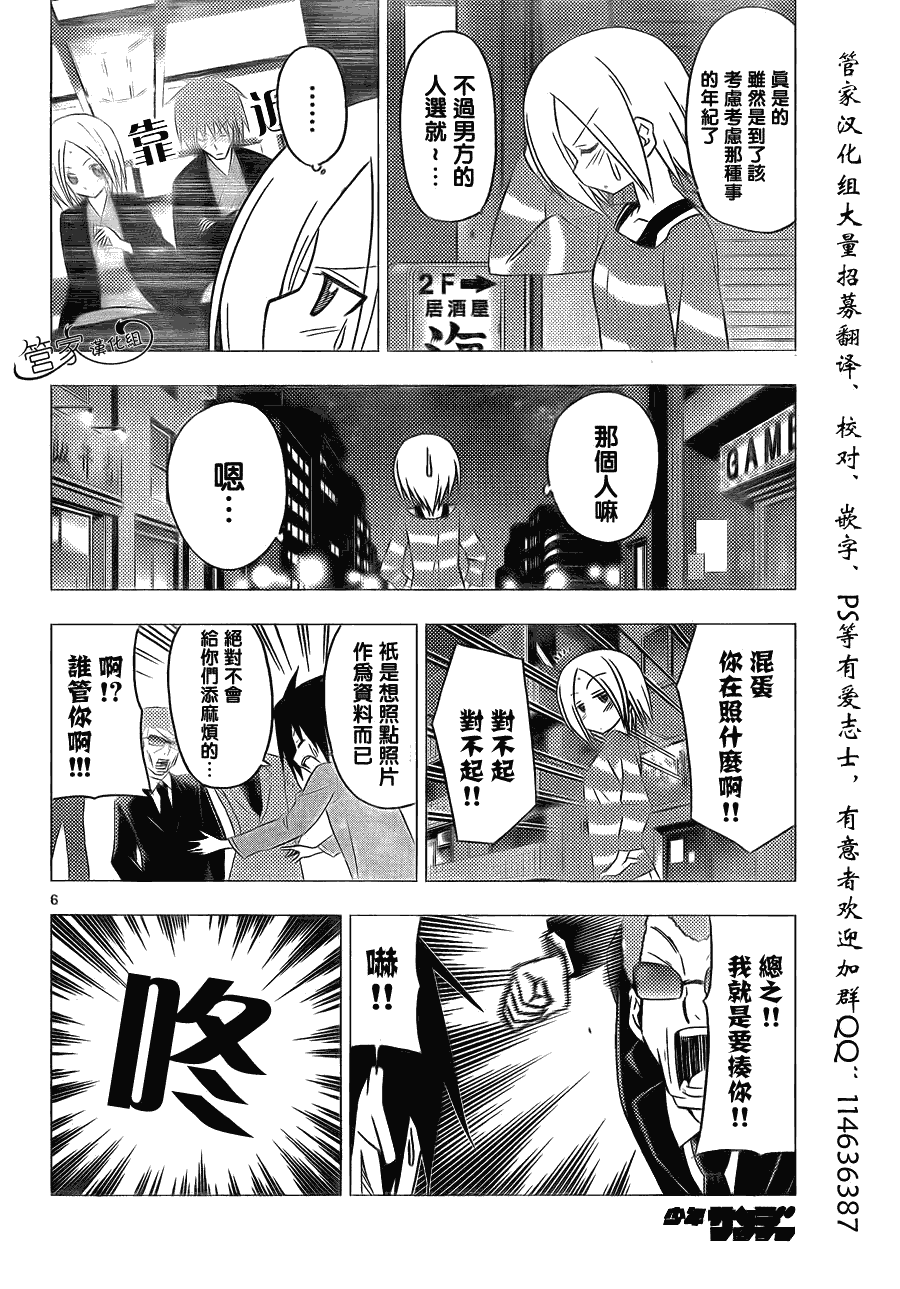 真是的
雖然是到了該
考慮考慮那種事
的年紀了
不過男方的
人選就~…
2F➡
居酒屋
海
……
靠近
管家
漢化組
GAME
那個人嘛
嗯…
混蛋
你在照什麼啊!!
對不起
對不起!!
衹是想照點照片
作為資料而已
絕對不會
給你們添麻煩的…
啊!?
誰管你啊!!!
6
總之!!
我就是要揍你!!
嚇!!
咚
少年サンデー
管家汉化组大量招募翻译、校对、嵌字、PS等有爱志士，有意者欢迎加群QQ：114636387